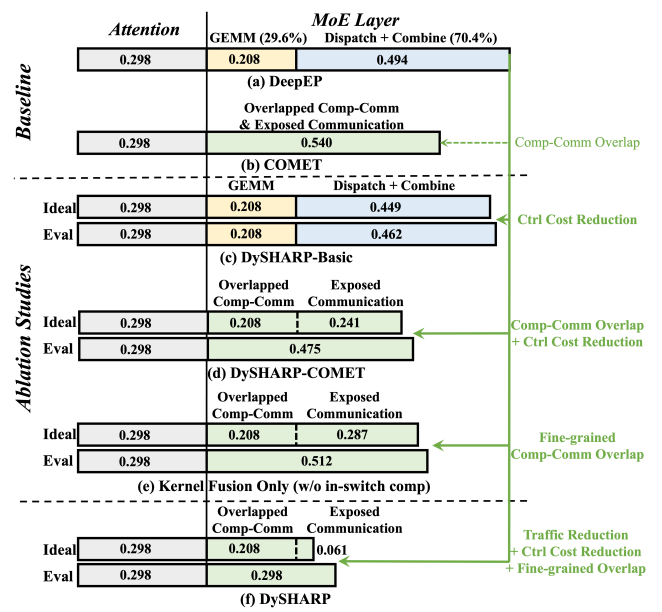 Attention
MoE Layer
GEMM (29.6%)
Dispatch + Combine (70.4%)
0.298
0.208
0.494
(a) DeepEP
Baseline
Overlapped Comp-Comm
& Exposed Communication
0.298
0.540
Comp-Comm Overlap
(b) COMET
GEMM
Dispatch + Combine
Ideal
0.298
0.208
0.449
Ctrl Cost Reduction
Eval
0.298
0.208
0.462
(c) DySHARP-Basic
Ablation Studies
Overlapped
Comp-Comm
Exposed
Communication
Ideal
0.298
0.208
0.241
Comp-Comm Overlap
+ Ctrl Cost Reduction
Eval
0.298
0.475
(d) DySHARP-COMET
Overlapped
Comp-Comm
Exposed
Communication
Ideal
0.298
0.208
0.287
Fine-grained
Comp-Comm Overlap
Eval
0.298
0.512
(e) Kernel Fusion Only (w/o in-switch comp)
Overlapped
Comp-Comm
Exposed
Communication
Ideal
0.298
0.208
0.061
Traffic Reduction
+ Ctrl Cost Reduction
+ Fine-grained Overlap
Eval
0.298
0.298
(f) DySHARP